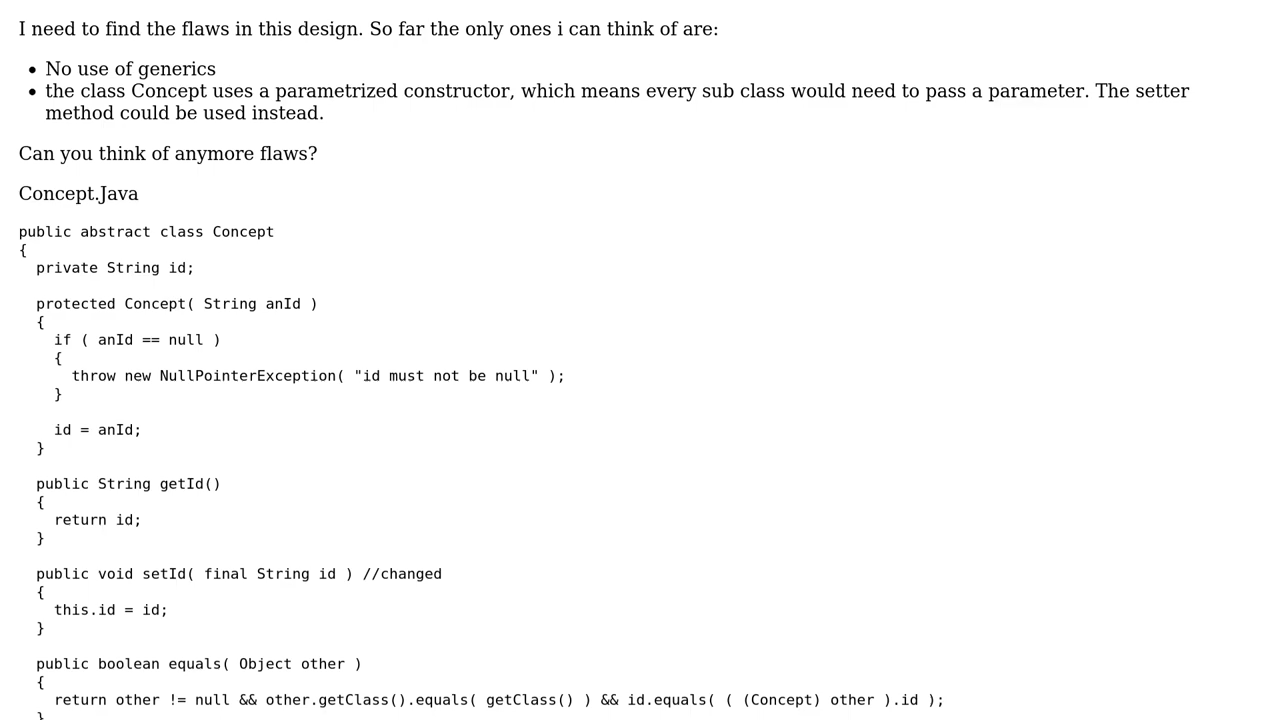 I need to find the flaws in this design. So far the only ones i can think of are:
• No use of generics
• the class Concept uses a parametrized constructor, which means every sub class would need to pass a parameter. The setter
method could be used instead.
Can you think of anymore flaws?
Concept.Java
public abstract class Concept
{
  private String id;
  protected Concept( String anId )
  {
    if ( anId == null )
    {
      throw new NullPointerException( "id must not be null" );
    }
    id = anId;
  }
  public String getId()
  {
    return id;
  }
  public void setId( final String id ) //changed
  {
    this.id = id;
  }
  public boolean equals( Object other )
  {
    return other != null && other.getClass().equals( getClass() ) && id.equals( ( (Concept) other ).id );
  }